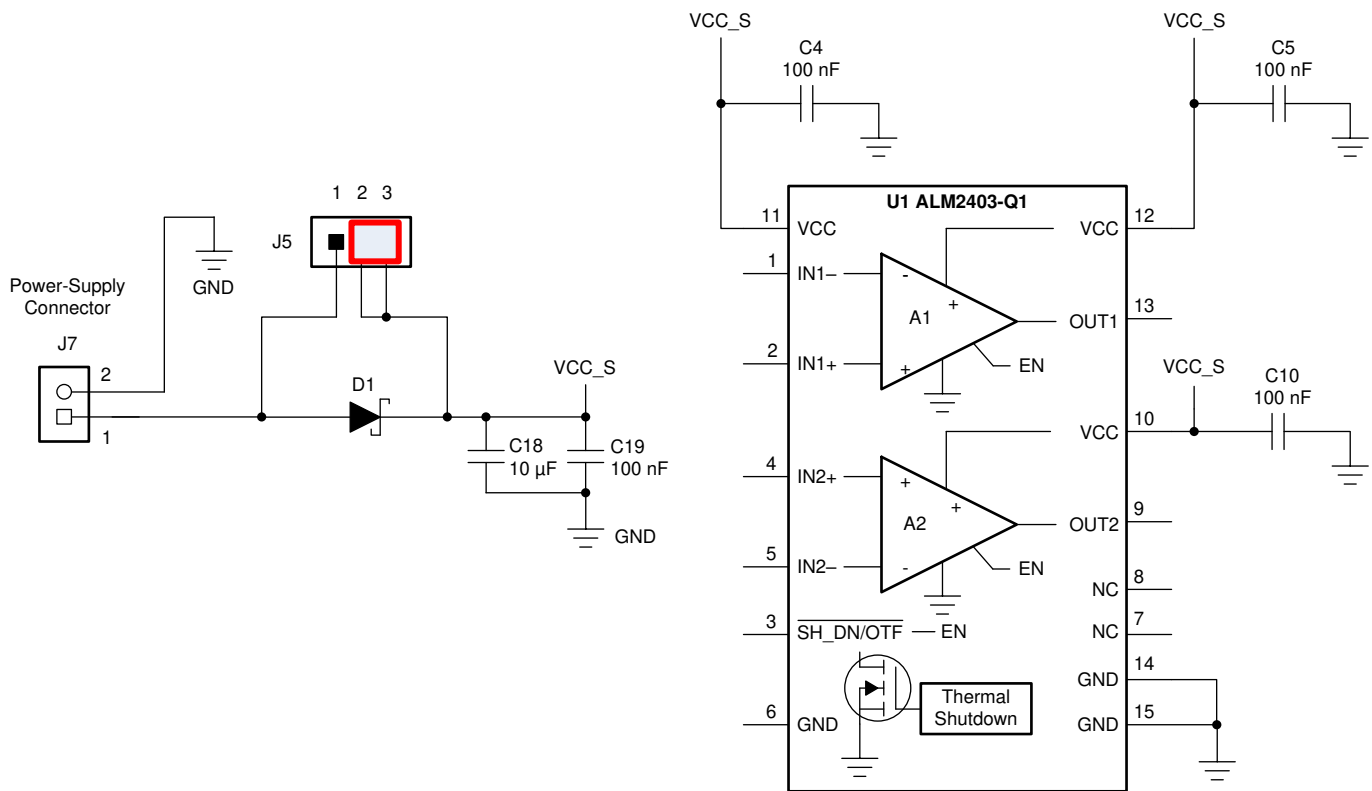 1 2 3
J5
GND
Power-Supply
Connector
J7
2
1
D1
VCC_S
C18
10 µF
C19
100 nF
GND
VCC_S
C4
100 nF
VCC_S
C5
100 nF
U1 ALM2403-Q1
11
VCC
VCC
12
1
IN1–
-
+
A1
OUT1
13
2
IN1+
+
EN
VCC_S
C10
100 nF
VCC
10
4
IN2+
+
+
A2
OUT2
9
5
IN2–
-
EN
NC
8
3
SH_DN/OTF
EN
NC
7
GND
14
Thermal
Shutdown
6
GND
GND
15